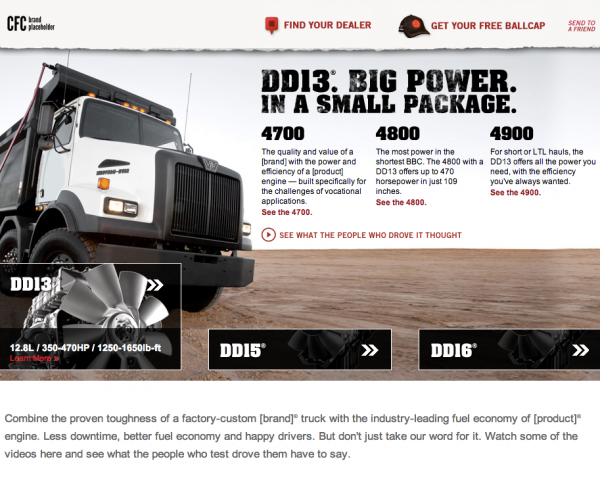 CFC brand
placeholder
FIND YOUR DEALER
GET YOUR FREE BALLCAP
SEND TO
A FRIEND
DD13® BIG POWER.
IN A SMALL PACKAGE.
4700
The quality and value of a
[brand] with the power and
efficiency of a [product]
engine — built specifically for
the challenges of vocational
applications.
See the 4700.
4800
The most power in the
shortest BBC. The 4800 with a
DD13 offers up to 470
horsepower in just 109
inches.
See the 4800.
4900
For short or LTL hauls, the
DD13 offers all the power you
need, with the efficiency
you've always wanted.
See the 4900.
SEE WHAT THE PEOPLE WHO DROVE IT THOUGHT
DD13
12.8L / 350-470HP / 1250-1650lb-ft
Learn More »
DD15®
DD16®
Combine the proven toughness of a factory-custom [brand]® truck with the industry-leading fuel economy of [product]®
engine. Less downtime, better fuel economy and happy drivers. But don't just take our word for it. Watch some of the
videos here and see what the people who test drove them have to say.